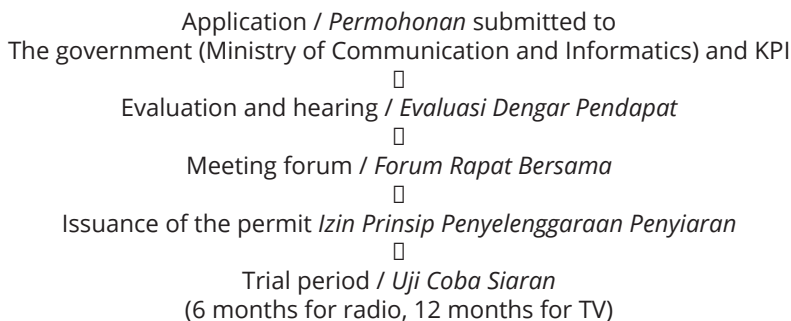 Application / Permohonan submitted to
The government (Ministry of Communication and Informatics) and KPI
Evaluation and hearing / Evaluasi Dengar Pendapat
Meeting forum / Forum Rapat Bersama
Issuance of the permit Izin Prinsip Penyelenggaraan Penyiaran
Trial period / Uji Coba Siaran
(6 months for radio, 12 months for TV)